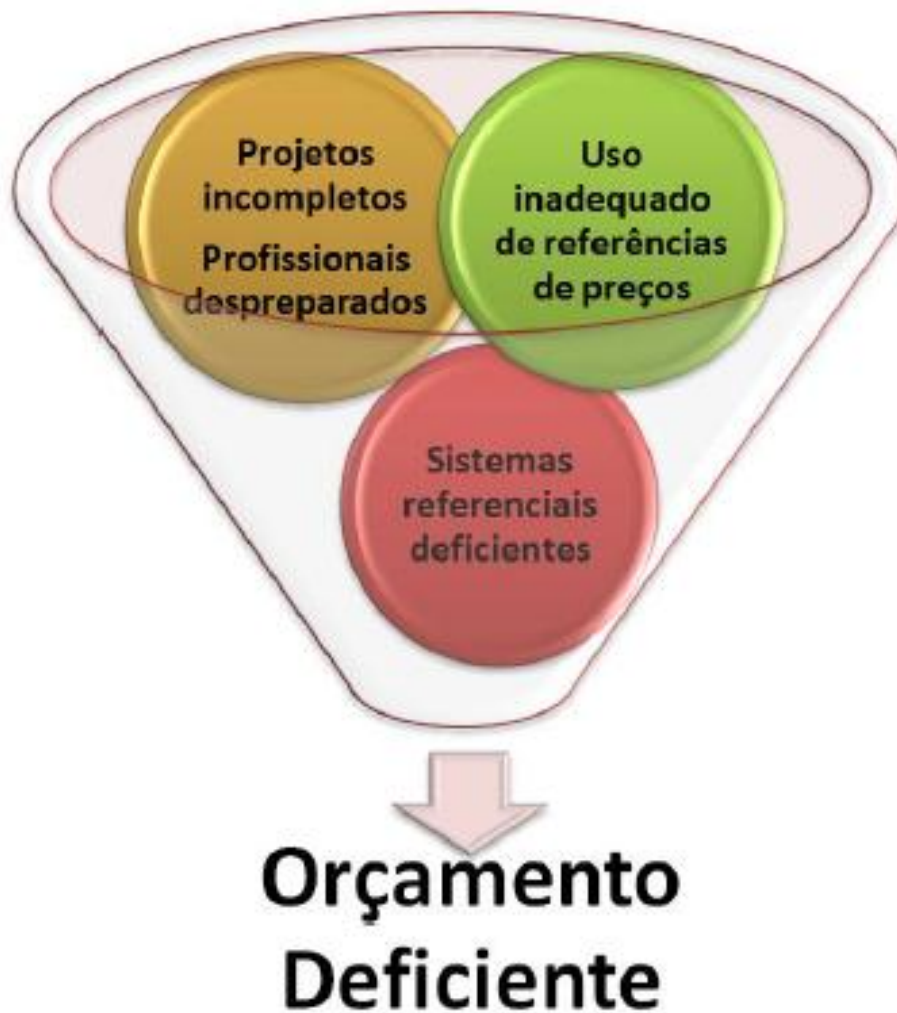 Projetos
incompletos
Profissionais
despreparados
Uso
inadequado
de referências
de preços
Sistemas
referenciais
deficientes
Orçamento
Deficiente